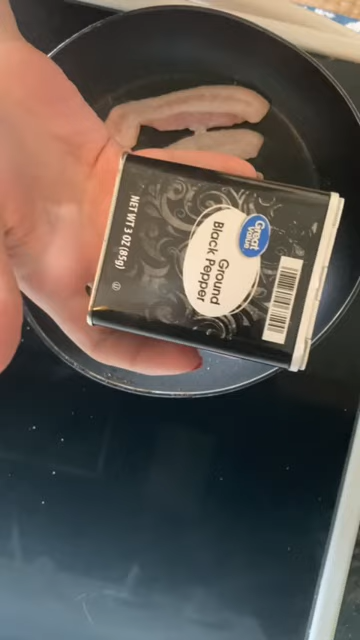 Great
Value
Ground
Black Pepper
NET WT 3 OZ (85g)
U